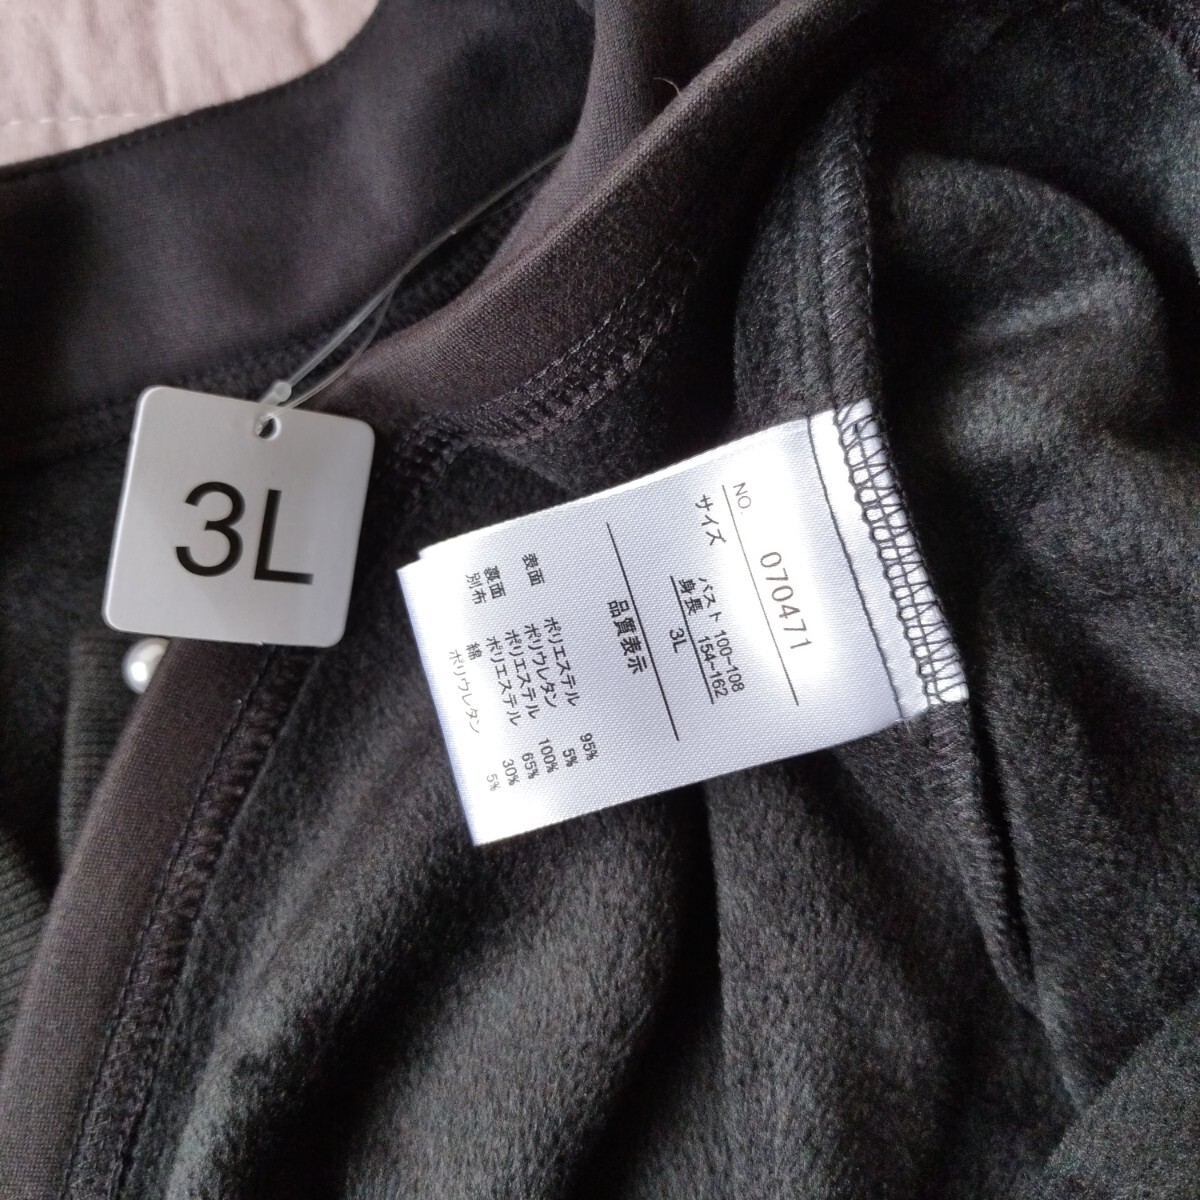 3L
NO. 070471
サイズ
バスト 100-108
身長 154-162
3L
品質表示
表面 ポリエステル 95%
ポリウレタン 5%
裏面 ポリエステル 100%
別布 ポリエステル 65%
綿 30%
ポリウレタン 5%